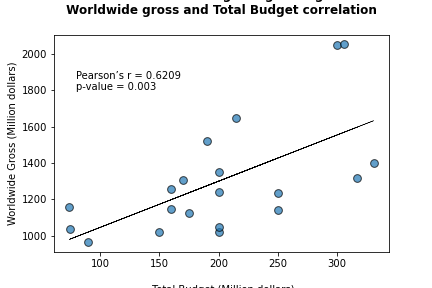 Worldwide gross and Total Budget correlation
Pearson’s r = 0.6209
p-value = 0.003
Worldwide Gross (Million dollars)
2000
1800
1600
1400
1200
1000
100 150 200 250 300
Total Budget (Million dollars)